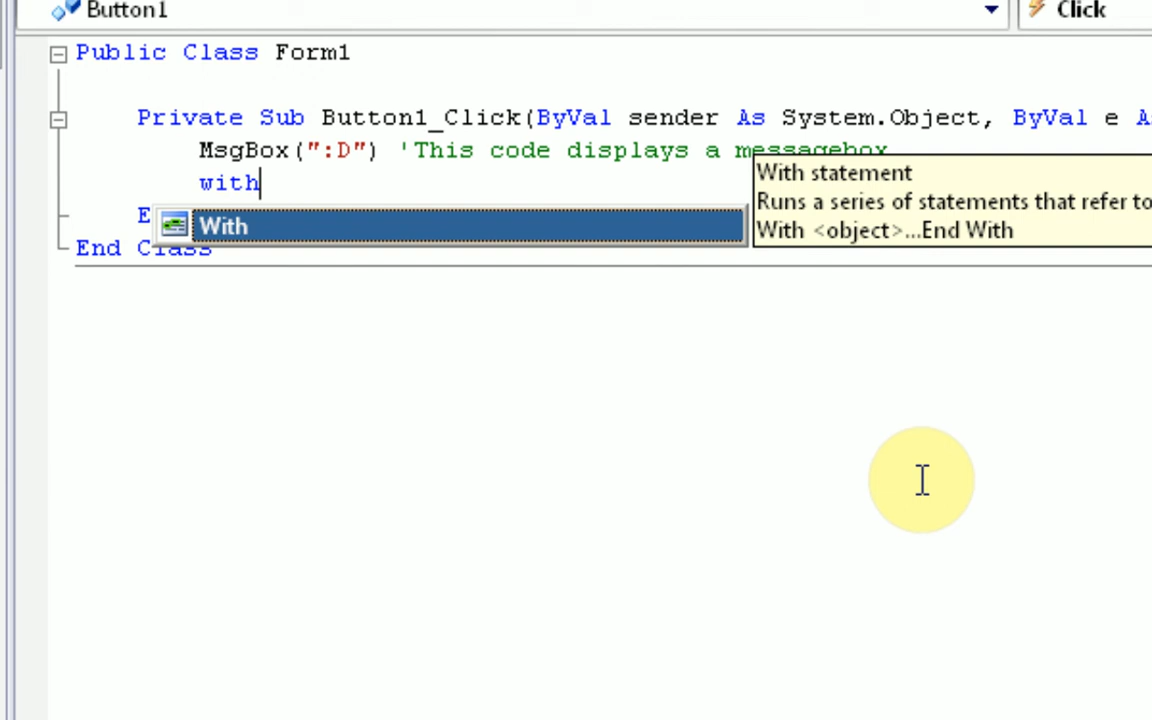 Button1 Click
Public Class Form1
Private Sub Button1_Click(ByVal sender As System.Object, ByVal e
MsgBox(":D") 'This code displays a messagebox
with
With statement
Runs a series of statements that refer to
With <object>...End With
With
End Class